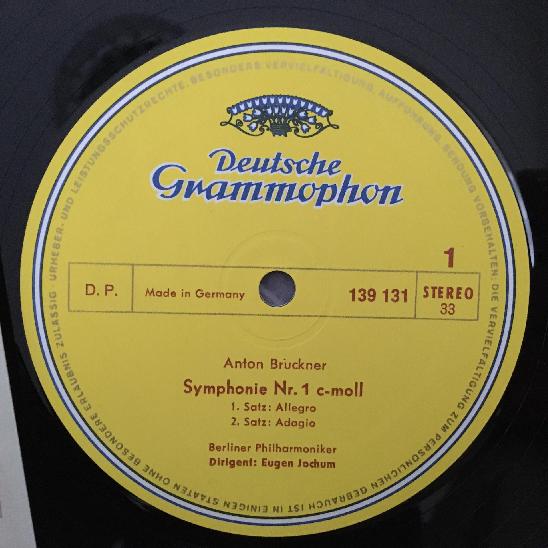 Deutsche
Grammophon
1
D. P.
Made in Germany
139 131
STEREO
33
Anton Bruckner
Symphonie Nr. 1 c-moll
1. Satz: Allegro
2. Satz: Adagio
Berliner Philharmoniker
Dirigent: Eugen Jochum
URHEBER- UND LEISTUNGSSCHUTZRECHTE, BESONDERS VERVIELFÄLTIGUNG, AUFFÜHRUNG, SENDUNG VORBEHALTEN: DIE VERVIELFÄLTIGUNG ZUM PERSÖNLICHEN GEBRAUCH IST IN EINIGEN STAATEN OHNE BESONDERE ERLAUBNIS ZULÄSSIG ·